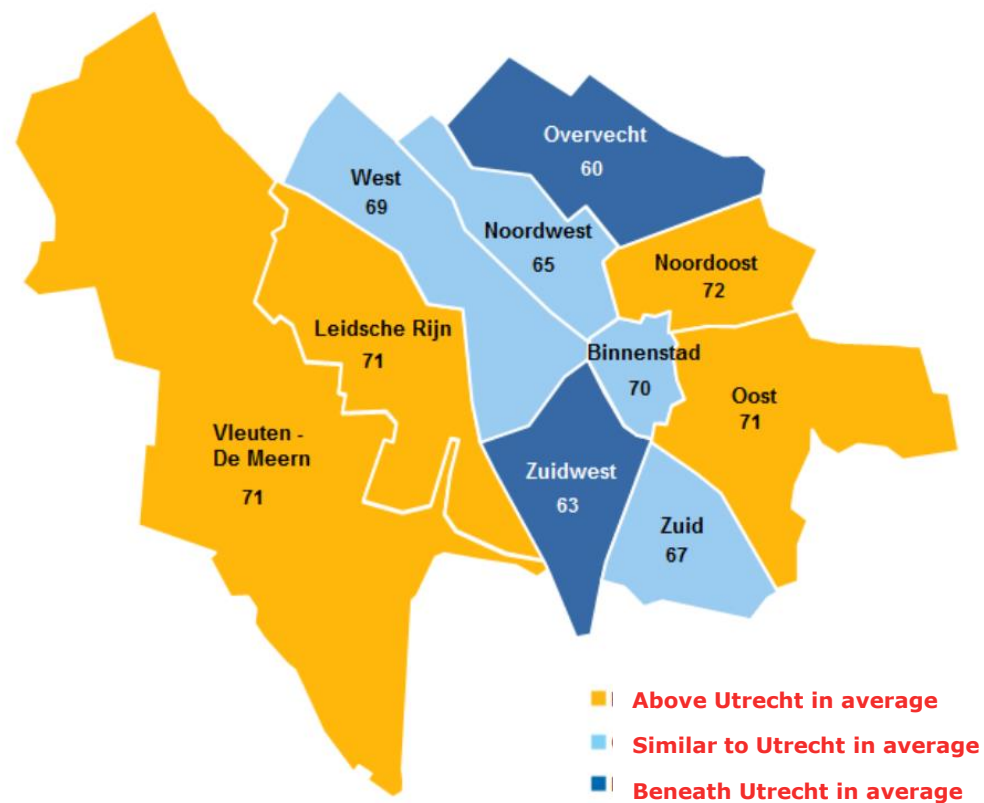 Overvecht
60
West
69
Noordwest
65
Noordoost
72
Leidsche Rijn
71
Binnenstad
70
Oost
71
Vleuten -
De Meern
71
Zuidwest
63
Zuid
67
Above Utrecht in average
Similar to Utrecht in average
Beneath Utrecht in average